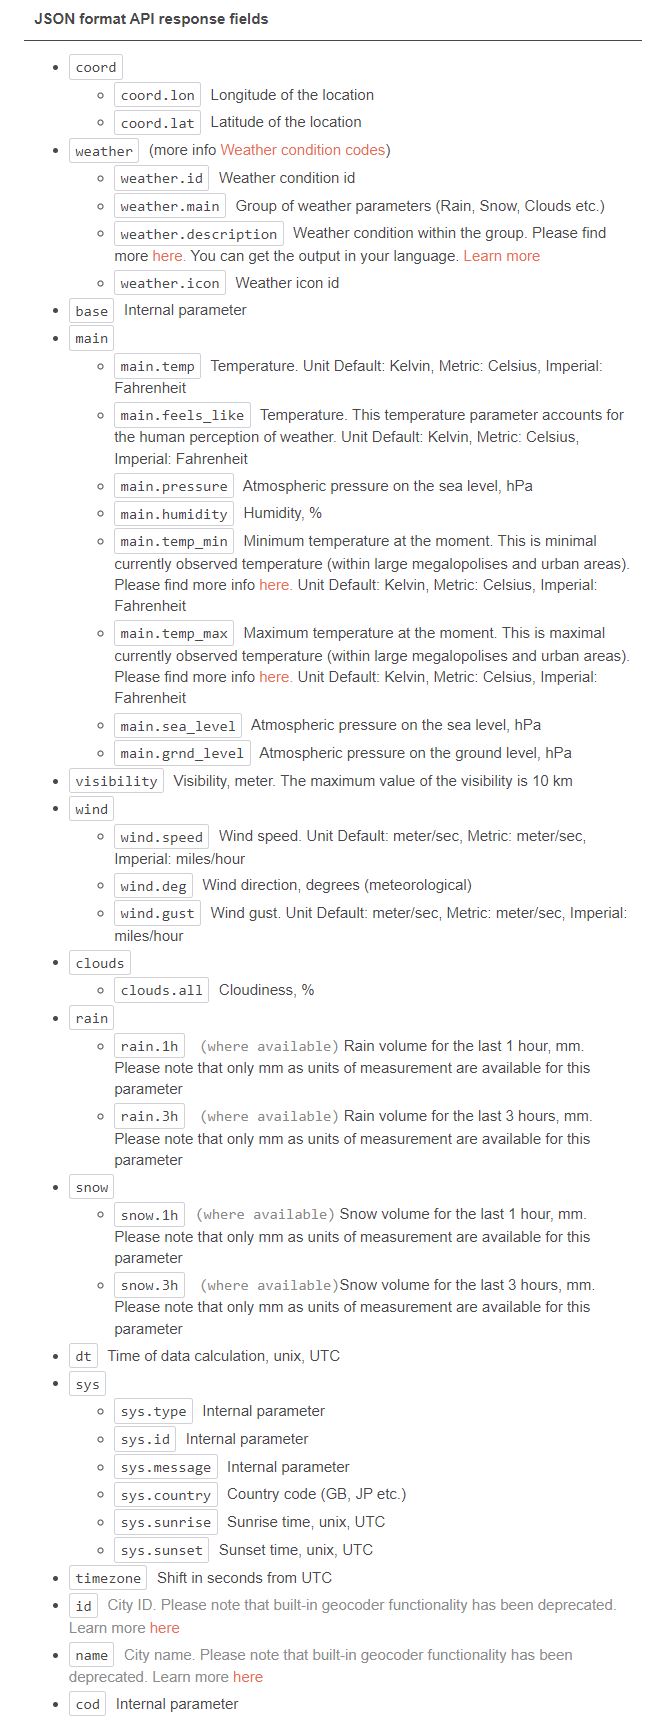 JSON format API response fields
coord
coord.lon Longitude of the location
coord.lat Latitude of the location
weather (more info Weather condition codes)
weather.id Weather condition id
weather.main Group of weather parameters (Rain, Snow, Clouds etc.)
weather.description Weather condition within the group. Please find
more here. You can get the output in your language. Learn more
weather.icon Weather icon id
base Internal parameter
main
main.temp Temperature. Unit Default: Kelvin, Metric: Celsius, Imperial:
Fahrenheit
main.feels_like Temperature. This temperature parameter accounts for
the human perception of weather. Unit Default: Kelvin, Metric: Celsius,
Imperial: Fahrenheit
main.pressure Atmospheric pressure on the sea level, hPa
main.humidity Humidity, %
main.temp_min Minimum temperature at the moment. This is minimal
currently observed temperature (within large megalopolises and urban areas).
Please find more info here. Unit Default: Kelvin, Metric: Celsius, Imperial:
Fahrenheit
main.temp_max Maximum temperature at the moment. This is maximal
currently observed temperature (within large megalopolises and urban areas).
Please find more info here. Unit Default: Kelvin, Metric: Celsius, Imperial:
Fahrenheit
main.sea_level Atmospheric pressure on the sea level, hPa
main.grnd_level Atmospheric pressure on the ground level, hPa
visibility Visibility, meter. The maximum value of the visibility is 10 km
wind
wind.speed Wind speed. Unit Default: meter/sec, Metric: meter/sec,
Imperial: miles/hour
wind.deg Wind direction, degrees (meteorological)
wind.gust Wind gust. Unit Default: meter/sec, Metric: meter/sec, Imperial:
miles/hour
clouds
clouds.all Cloudiness, %
rain
rain.1h (where available) Rain volume for the last 1 hour, mm.
Please note that only mm as units of measurement are available for this
parameter
rain.3h (where available) Rain volume for the last 3 hours, mm.
Please note that only mm as units of measurement are available for this
parameter
snow
snow.1h (where available) Snow volume for the last 1 hour, mm.
Please note that only mm as units of measurement are available for this
parameter
snow.3h (where available)Snow volume for the last 3 hours, mm.
Please note that only mm as units of measurement are available for this
parameter
dt Time of data calculation, unix, UTC
sys
sys.type Internal parameter
sys.id Internal parameter
sys.message Internal parameter
sys.country Country code (GB, JP etc.)
sys.sunrise Sunrise time, unix, UTC
sys.sunset Sunset time, unix, UTC
timezone Shift in seconds from UTC
id City ID. Please note that built-in geocoder functionality has been deprecated.
Learn more here
name City name. Please note that built-in geocoder functionality has been
deprecated. Learn more here
cod Internal parameter